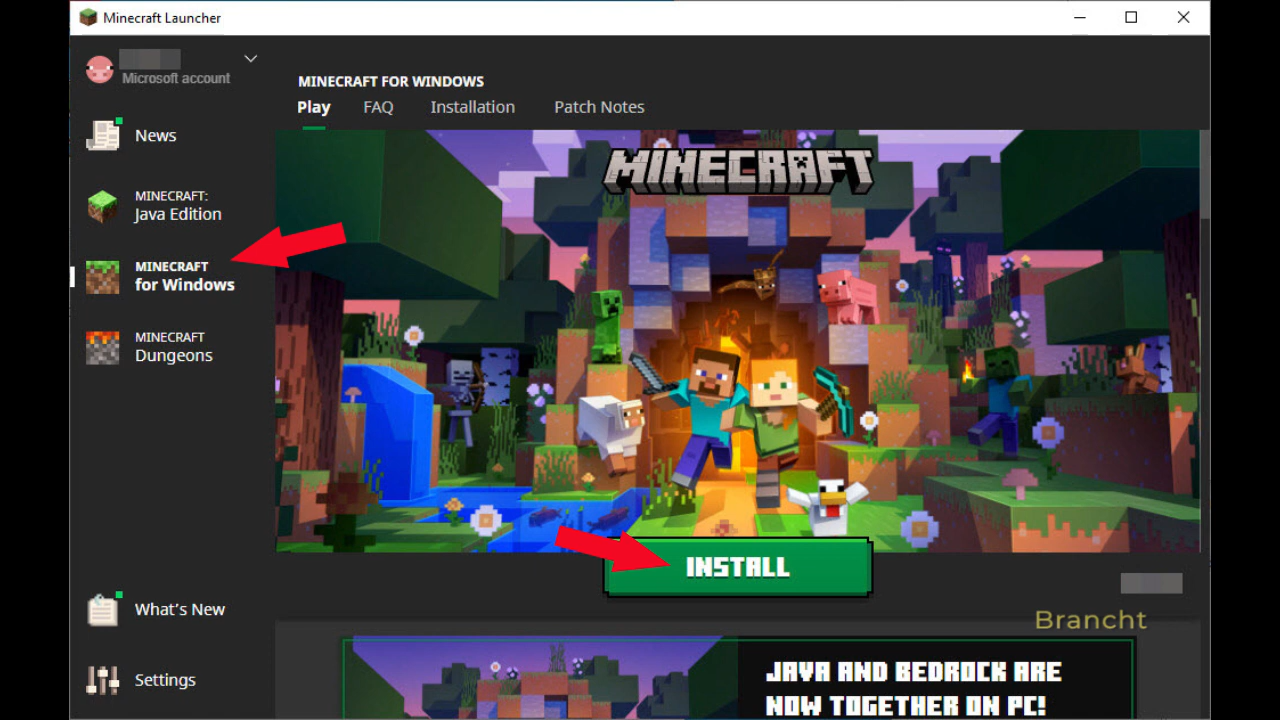 Minecraft Launcher
Microsoft account
News
MINECRAFT:
Java Edition
MINECRAFT
for Windows
MINECRAFT
Dungeons
What's New
Settings
MINECRAFT FOR WINDOWS
Play FAQ Installation Patch Notes
MINECRAFT
INSTALL
Brancht
JAVA AND BEDROCK ARE
NOW TOGETHER ON PC!